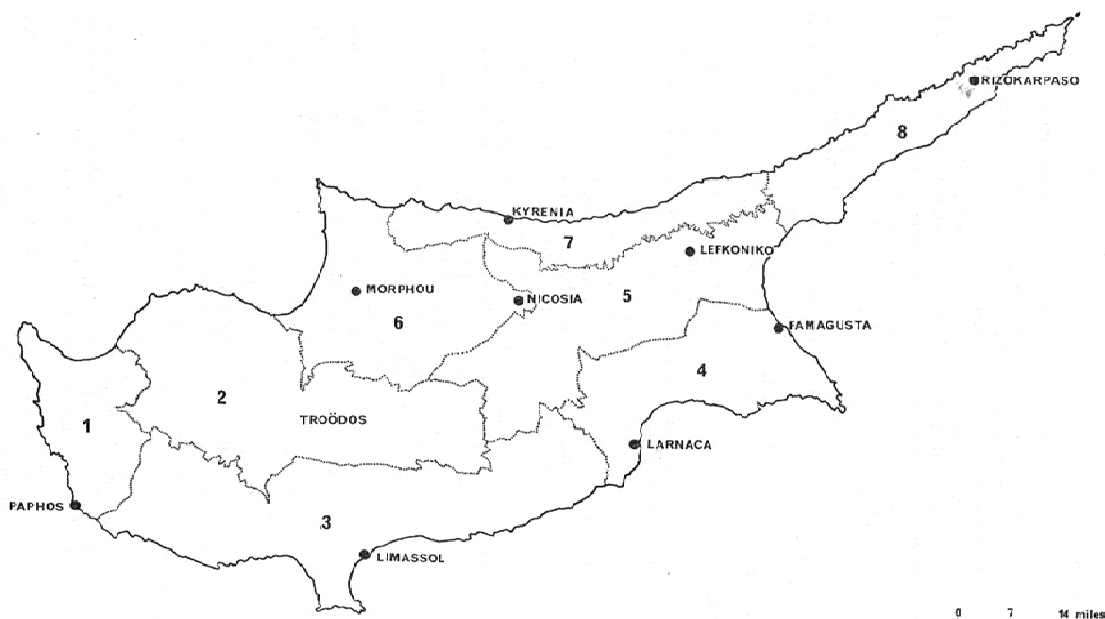 RIZOKARPASO
8
KYRENIA
7
LEFKONIKO
MORPHOU
NICOSIA
5
6
FAMAGUSTA
4
2
TROÖDOS
1
LARNACA
PAPHOS
3
LIMASSOL
0 7 14 miles